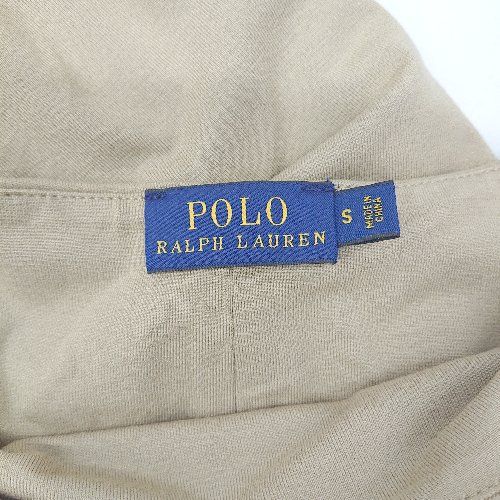 POLO
RALPH LAUREN
S
MADE IN
CHINA